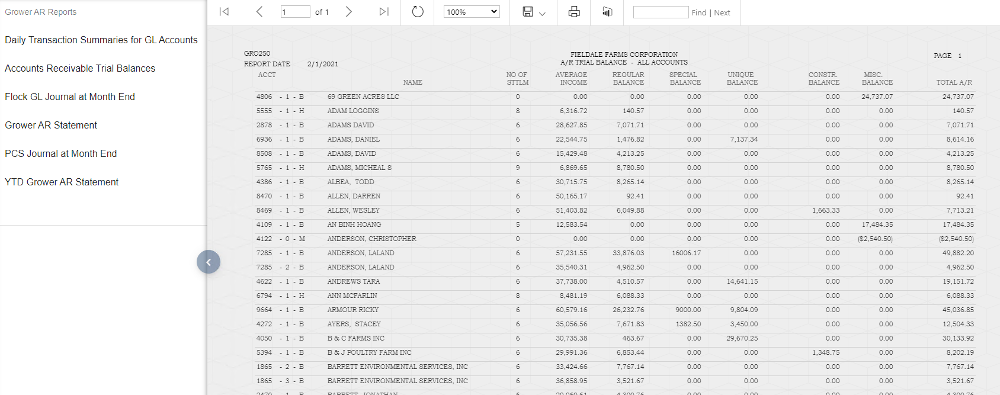 Grower AR Reports
Daily Transaction Summaries for GL Accounts
Accounts Receivable Trial Balances
Flock GL Journal at Month End
Grower AR Statement
PCS Journal at Month End
YTD Grower AR Statement
1 of 1 100% Find | Next
GRO250 FIELDALE FARMS CORPORATION PAGE 1
REPORT DATE 2/1/2021 A/R TRIAL BALANCE - ALL ACCOUNTS
ACCT NO OF AVERAGE REGULAR SPECIAL UNIQUE CONSTR. MISC.
NAME STTLM INCOME BALANCE BALANCE BALANCE BALANCE BALANCE TOTAL A/R
4806 - 1 - B 69 GREEN ACRES LLC 0 0.00 0.00 0.00 0.00 0.00 24,737.07 24,737.07
5555 - 1 - H ADAM LOGGINS 8 6,316.72 140.57 0.00 0.00 0.00 0.00 140.57
2878 - 1 - B ADAMS DAVID 6 28,627.85 7,071.71 0.00 0.00 0.00 0.00 7,071.71
6936 - 1 - B ADAMS, DANIEL 6 22,544.75 1,476.82 0.00 7,137.34 0.00 0.00 8,614.16
8508 - 1 - B ADAMS, DAVID 6 15,429.48 4,213.25 0.00 0.00 0.00 0.00 4,213.25
5765 - 1 - H ADAMS, MICHEAL S 9 6,869.65 8,780.50 0.00 0.00 0.00 0.00 8,780.50
4386 - 1 - B ALBEA, TODD 6 30,715.75 8,265.14 0.00 0.00 0.00 0.00 8,265.14
8470 - 1 - B ALLEN, DARREN 6 50,165.17 92.41 0.00 0.00 0.00 0.00 92.41
8469 - 1 - B ALLEN, WESLEY 6 51,403.82 6,049.88 0.00 0.00 1,663.33 0.00 7,713.21
4109 - 1 - B AN BINH HOANG 5 12,583.54 0.00 0.00 0.00 0.00 17,484.35 17,484.35
4122 - 0 - M ANDERSON, CHRISTOPHER 0 0.00 0.00 0.00 0.00 0.00 ($2,540.50) ($2,540.50)
7285 - 1 - B ANDERSON, LALAND 6 57,231.55 33,876.03 16006.17 0.00 0.00 0.00 49,882.20
7285 - 2 - B ANDERSON, LALAND 6 35,540.31 4,962.50 0.00 0.00 0.00 0.00 4,962.50
4622 - 1 - B ANDREWS TARA 6 37,738.00 4,510.57 0.00 14,641.15 0.00 0.00 19,151.72
6794 - 1 - H ANN MCFARLIN 8 8,481.19 6,088.33 0.00 0.00 0.00 0.00 6,088.33
9664 - 1 - B ARMOUR RICKY 6 60,579.16 26,232.76 9000.00 9,804.09 0.00 0.00 45,036.85
4272 - 1 - B AYERS, STACEY 6 35,056.56 7,671.83 1382.50 3,450.00 0.00 0.00 12,504.33
4050 - 1 - B B & C FARMS INC 6 30,735.38 463.67 0.00 29,670.25 0.00 0.00 30,133.92
5394 - 1 - B B & J POULTRY FARM INC 6 29,991.36 6,853.44 0.00 0.00 1,348.75 0.00 8,202.19
1865 - 2 - B BARRETT ENVIRONMENTAL SERVICES, INC 6 33,424.66 7,767.14 0.00 0.00 0.00 0.00 7,767.14
1865 - 3 - B BARRETT ENVIRONMENTAL SERVICES, INC 6 36,858.95 3,521.67 0.00 0.00 0.00 0.00 3,521.67